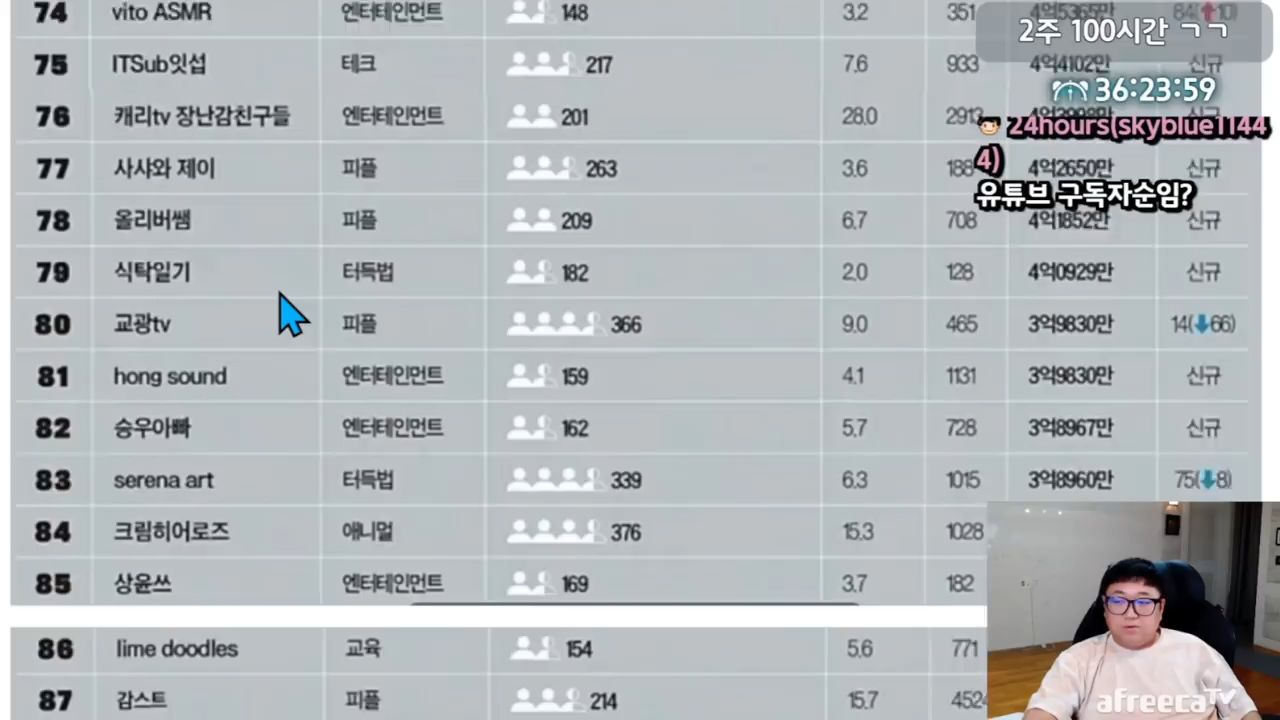 74 vito ASMR 엔터테인먼트 148 3.2 351 4억5365만 84(10)
2주 100시간 ㄱㄱ
75 ITSub잇섭 테크 217 7.6 933 4억4102만 신규
36:23:59
76 캐리tv 장난감친구들 엔터테인먼트 201 28.0 2913
24hours(skyblue1144
4)
77 사샤와 제이 피플 263 3.6 188 4억2650만 신규
유튜브 구독자순임?
78 올리버쌤 피플 209 6.7 708 4억1852만 신규
79 식탁일기 터득법 182 2.0 128 4억0929만 신규
80 교광tv 피플 366 9.0 465 3억9830만 14(66)
81 hong sound 엔터테인먼트 159 4.1 1131 3억9830만 신규
82 승우아빠 엔터테인먼트 162 5.7 728 3억8967만 신규
83 serena art 터득법 339 6.3 1015 3억8960만 75(8)
84 크림히어로즈 애니멀 376 15.3 1028
85 상윤쓰 엔터테인먼트 169 3.7 182
86 lime doodles 교육 154 5.6 771
87 감스트 피플 214 15.7 4524
afreecaTV